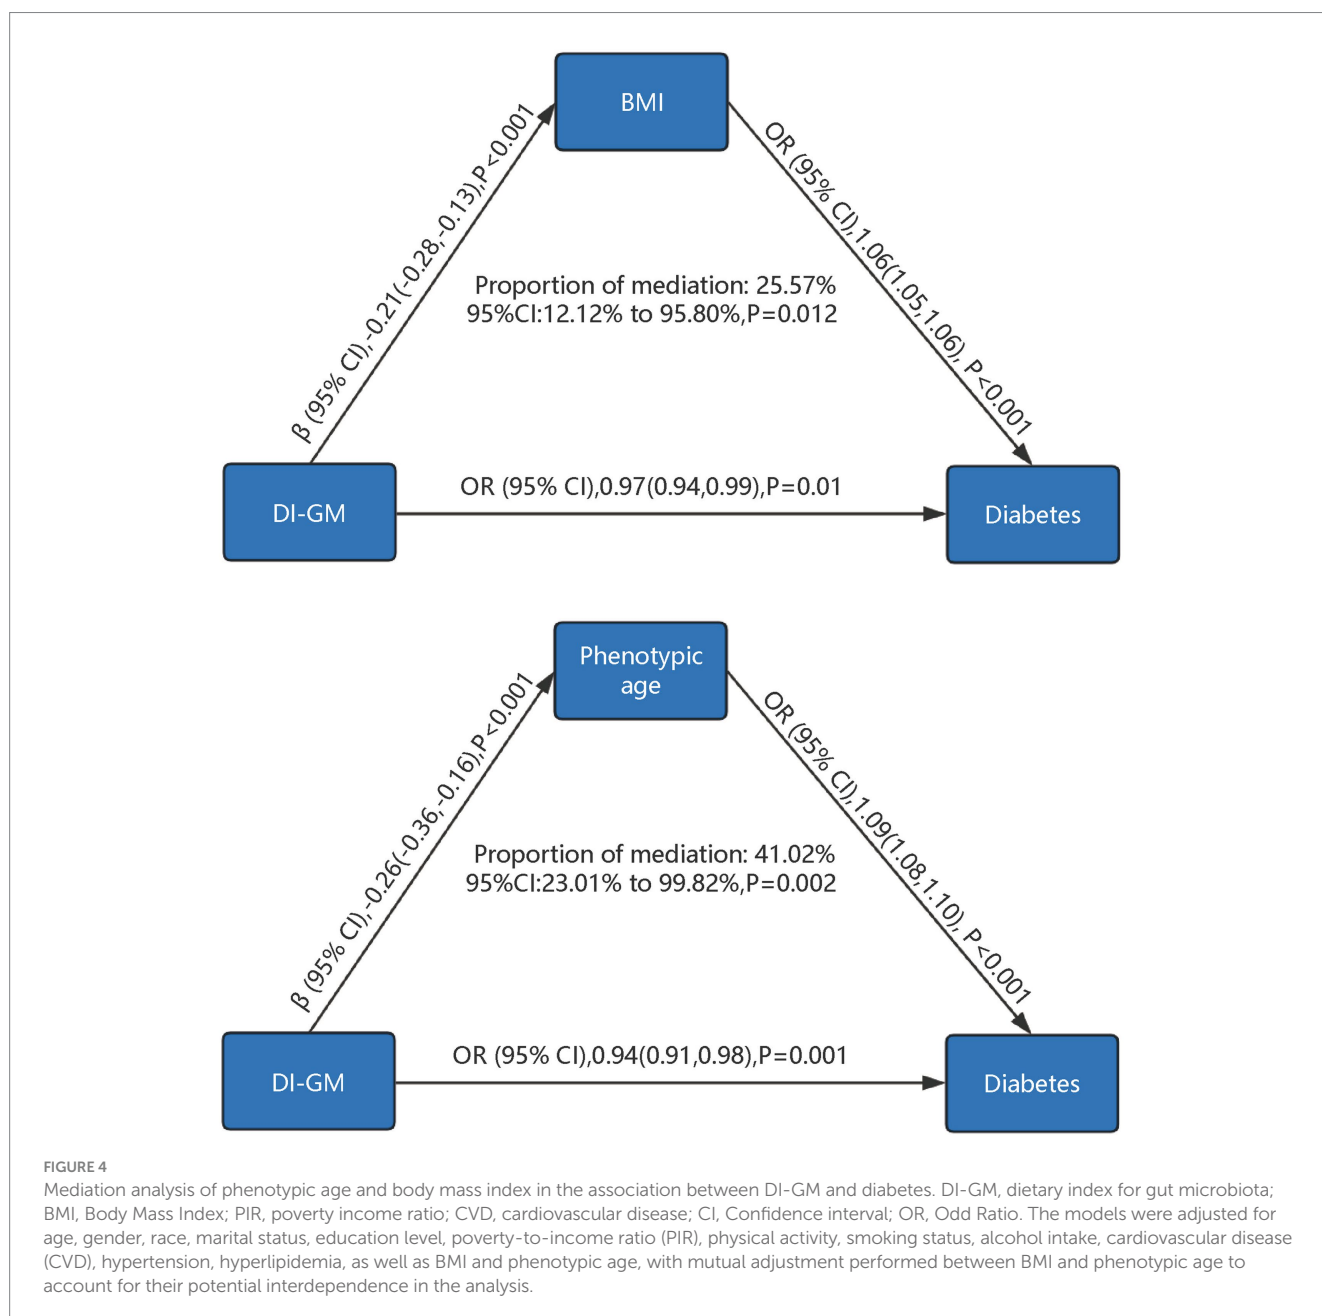 BMI
β (95% CI),-0.21(-0.28,-0.13),P<0.001
OR (95% CI),1.06(1.05,1.06), P<0.001
Proportion of mediation: 25.57%
95%CI:12.12% to 95.80%,P=0.012
DI-GM
OR (95% CI),0.97(0.94,0.99),P=0.01
Diabetes
Phenotypic
age
β (95% CI),-0.26(-0.36,-0.16),P<0.001
OR (95% CI),1.09(1.08,1.10), P<0.001
Proportion of mediation: 41.02%
95%CI:23.01% to 99.82%,P=0.002
DI-GM
OR (95% CI),0.94(0.91,0.98),P=0.001
Diabetes
FIGURE 4
Mediation analysis of phenotypic age and body mass index in the association between DI-GM and diabetes. DI-GM, dietary index for gut microbiota;
BMI, Body Mass Index; PIR, poverty income ratio; CVD, cardiovascular disease; CI, Confidence interval; OR, Odd Ratio. The models were adjusted for
age, gender, race, marital status, education level, poverty-to-income ratio (PIR), physical activity, smoking status, alcohol intake, cardiovascular disease
(CVD), hypertension, hyperlipidemia, as well as BMI and phenotypic age, with mutual adjustment performed between BMI and phenotypic age to
account for their potential interdependence in the analysis.